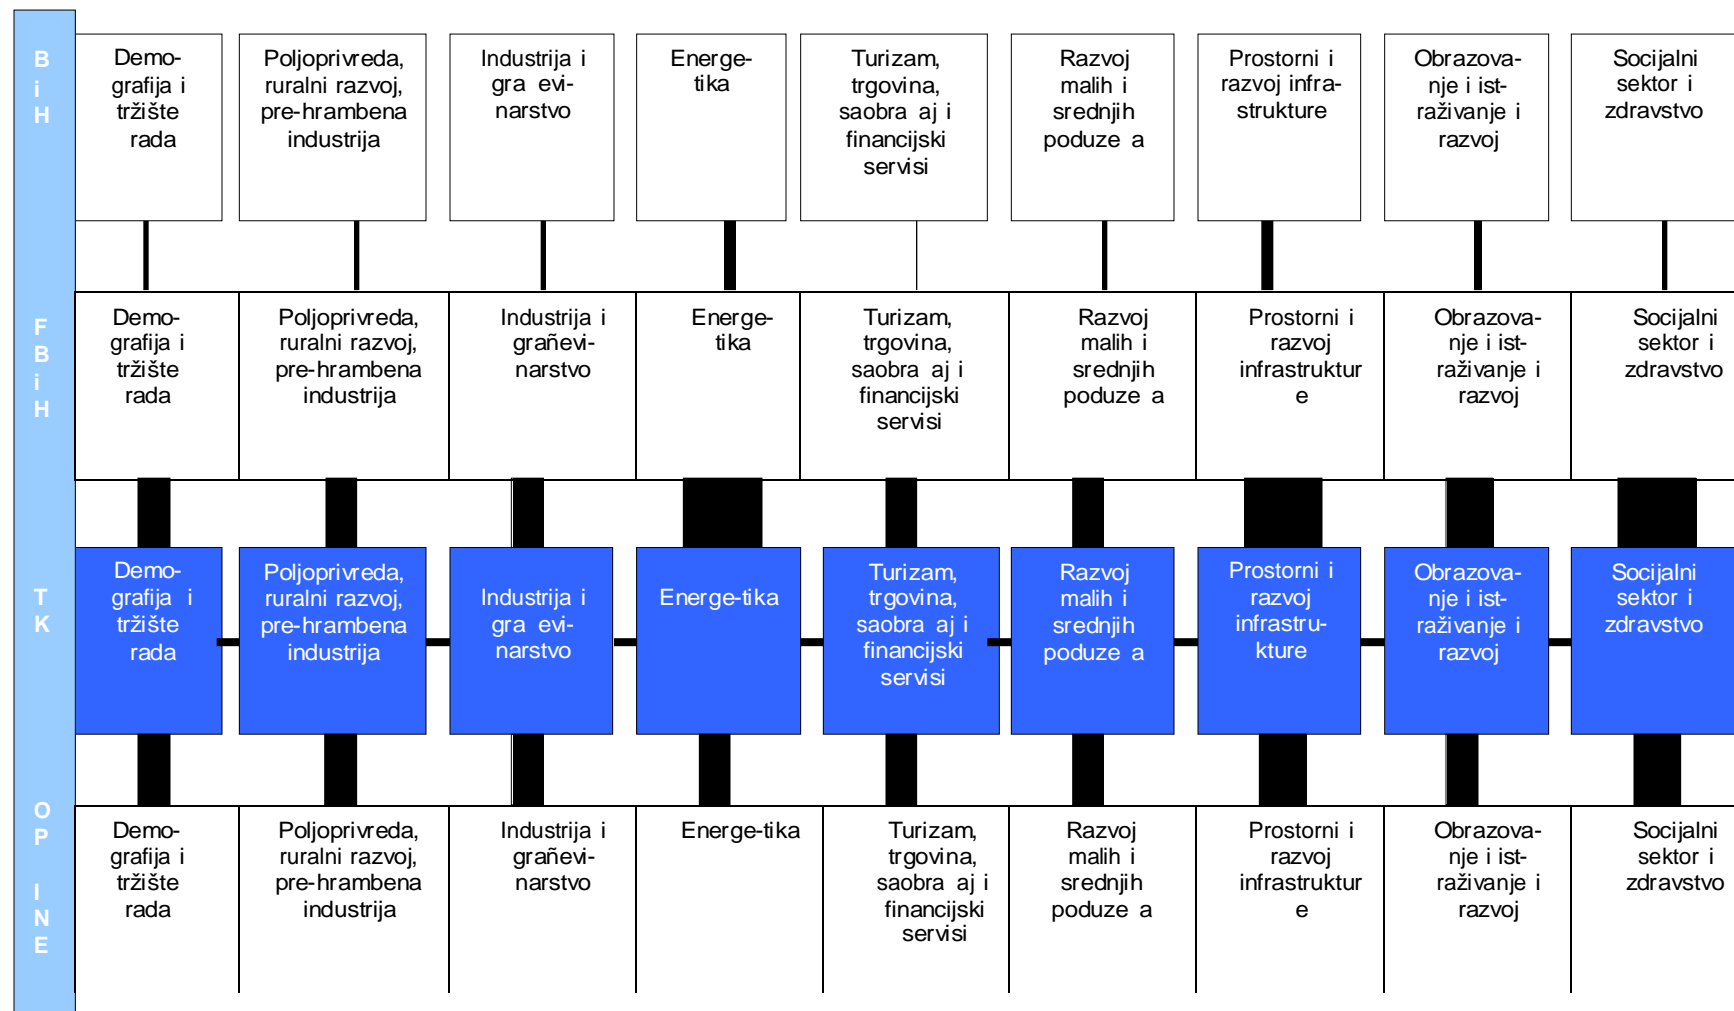 B
i
H
Demo-
grafija i
tržište
rada
Poljoprivreda,
ruralni razvoj,
pre-hrambena
industrija
Industrija i
gra evi-
narstvo
Energe-
tika
Turizam,
trgovina,
saobra aj i
financijski
servisi
Razvoj
malih i
srednjih
poduze a
Prostorni i
razvoj infra-
strukture
Obrazova-
nje i ist-
raživanje i
razvoj
Socijalni
sektor i
zdravstvo
F
B
i
H
Demo-
grafija i
tržište
rada
Poljoprivreda,
ruralni razvoj,
pre-hrambena
industrija
Industrija i
grañevi-
narstvo
Energe-
tika
Turizam,
trgovina,
saobra aj i
financijski
servisi
Razvoj
malih i
srednjih
poduze a
Prostorni i
razvoj
infrastruktur
e
Obrazova-
nje i ist-
raživanje i
razvoj
Socijalni
sektor i
zdravstvo
T
K
Demo-
grafija i
tržište
rada
Poljoprivreda,
ruralni razvoj,
pre-hrambena
industrija
Industrija i
gra evi-
narstvo
Energe-tika
Turizam,
trgovina,
saobra aj i
financijski
servisi
Razvoj
malih i
srednjih
poduze a
Prostorni i
razvoj
infrastru-
kture
Obrazova-
nje i ist-
raživanje i
razvoj
Socijalni
sektor i
zdravstvo
O
P
I
N
E
Demo-
grafija i
tržište
rada
Poljoprivreda,
ruralni razvoj,
pre-hrambena
industrija
Industrija i
grañevi-
narstvo
Energe-tika
Turizam,
trgovina,
saobra aj i
financijski
servisi
Razvoj
malih i
srednjih
poduze a
Prostorni i
razvoj
infrastruktur
e
Obrazova-
nje i ist-
raživanje i
razvoj
Socijalni
sektor i
zdravstvo